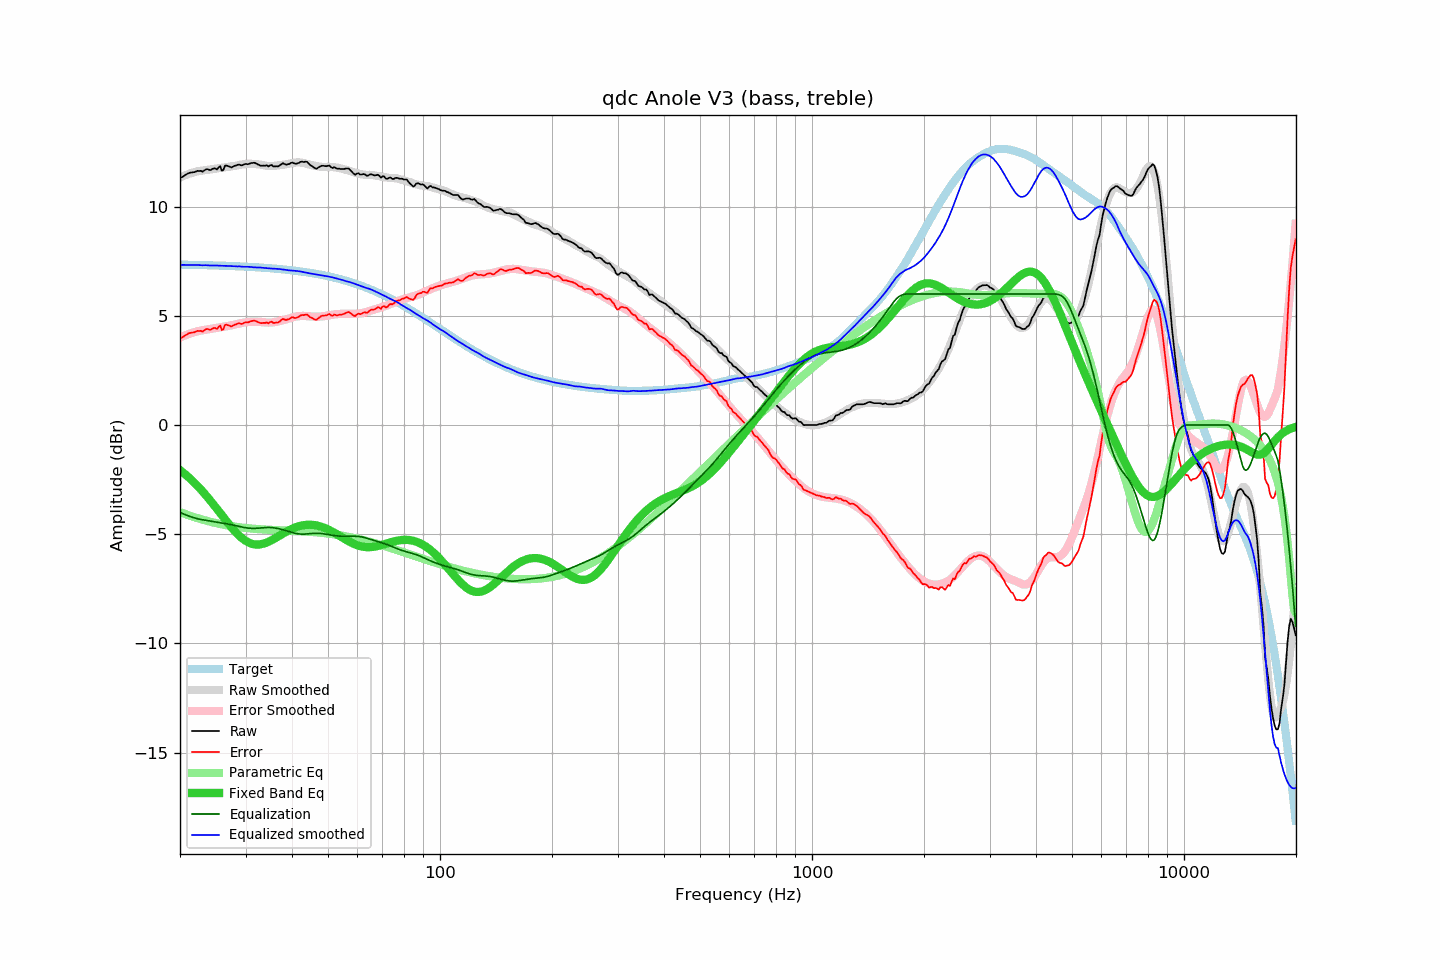 qdc Anole V3 (bass, treble)
10
5
0
−5
−10
−15
Amplitude (dBr)
Target
Raw Smoothed
Error Smoothed
Raw
Error
Parametric Eq
Fixed Band Eq
Equalization
Equalized smoothed
100
1000
10000
Frequency (Hz)